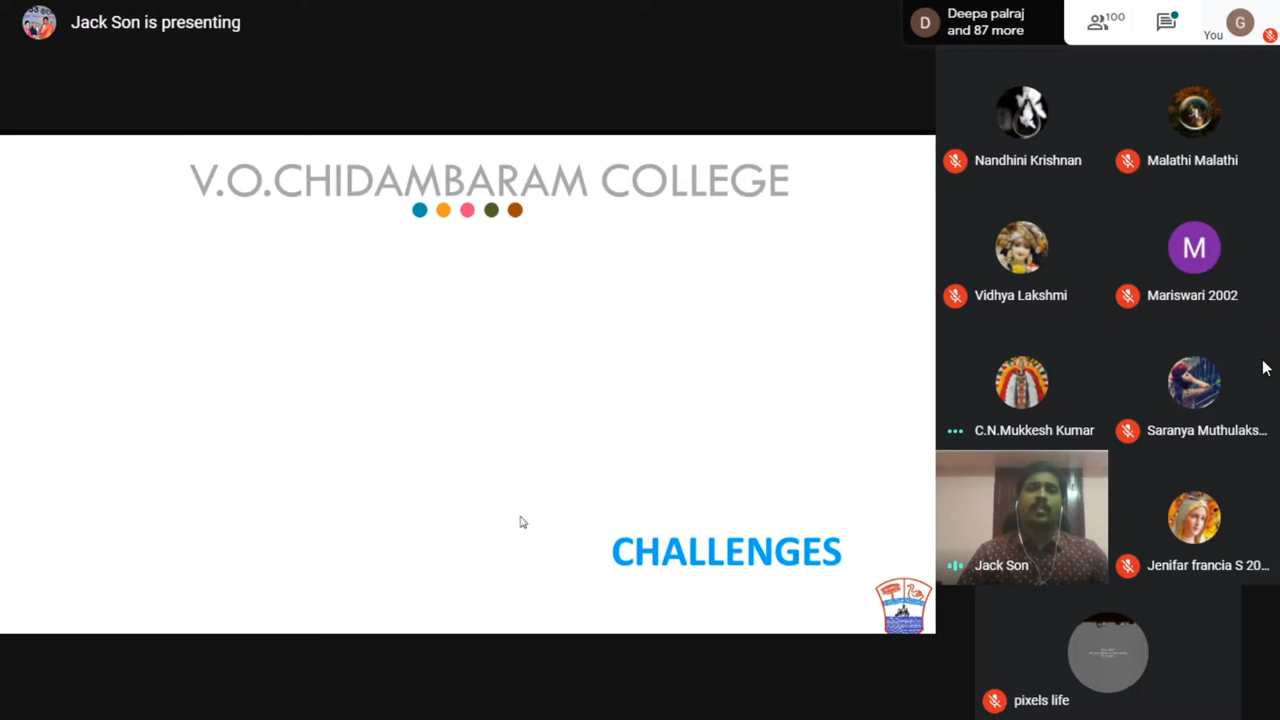 Jack Son is presenting
D
Deepa palraj
and 87 more
100
You
G
V.O.CHIDAMBARAM COLLEGE
CHALLENGES
Nandhini Krishnan
Malathi Malathi
Vidhya Lakshmi
M
Mariswari 2002
C.N.Mukkesh Kumar
Saranya Muthulaks...
Jack Son
Jenifar francia S 20...
pixels life